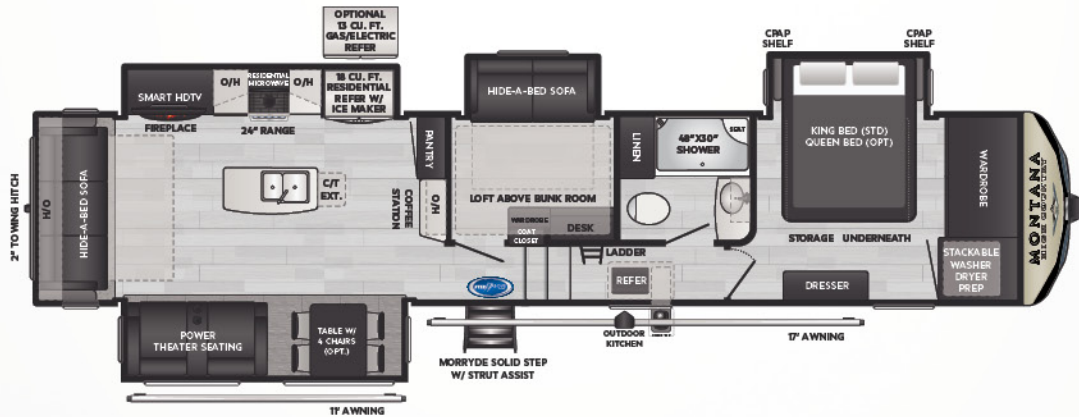 OPTIONAL
13 CU. FT.
GAS/ELECTRIC
REFER
CPAP
SHELF
CPAP
SHELF
SMART HDTV
FIREPLACE
O/H
RESIDENTIAL
MICROWAVE
O/H
24" RANGE
18 CU. FT.
RESIDENTIAL
REFER W/
ICE MAKER
HIDE-A-BED SOFA
PANTRY
LINEN
48"X30"
SHOWER
SEAT
KING BED (STD)
QUEEN BED (OPT)
WARDROBE
MONTANA
HIGH COUNTRY
2" TOWING HITCH
H/O
HIDE-A-BED SOFA
C/T
EXT.
COFFEE
STATION
O/H
LOFT ABOVE BUNK ROOM
WARDROBE
COAT
CLOSET
DESK
STORAGE UNDERNEATH
LADDER
REFER
DRESSER
STACKABLE
WASHER
DRYER
PREP
POWER
THEATER SEATING
TABLE W/
4 CHAIRS
(OPT.)
OUTDOOR
KITCHEN
17' AWNING
MORRYDE SOLID STEP
W/ STRUT ASSIST
11' AWNING